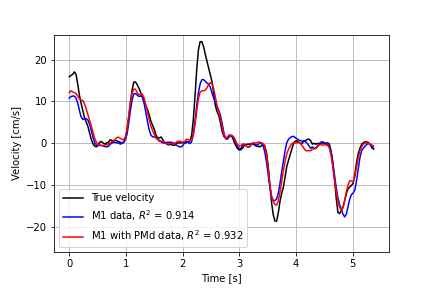 20
10
0
−10
−20
Velocity [cm/s]
True velocity
M1 data, R² = 0.914
M1 with PMd data, R² = 0.932
0 1 2 3 4 5
Time [s]